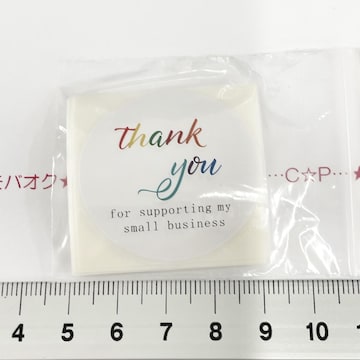 thank
you
モバオク☆ ...C☆P...
for supporting my
small business
4 5 6 7 8 9 10